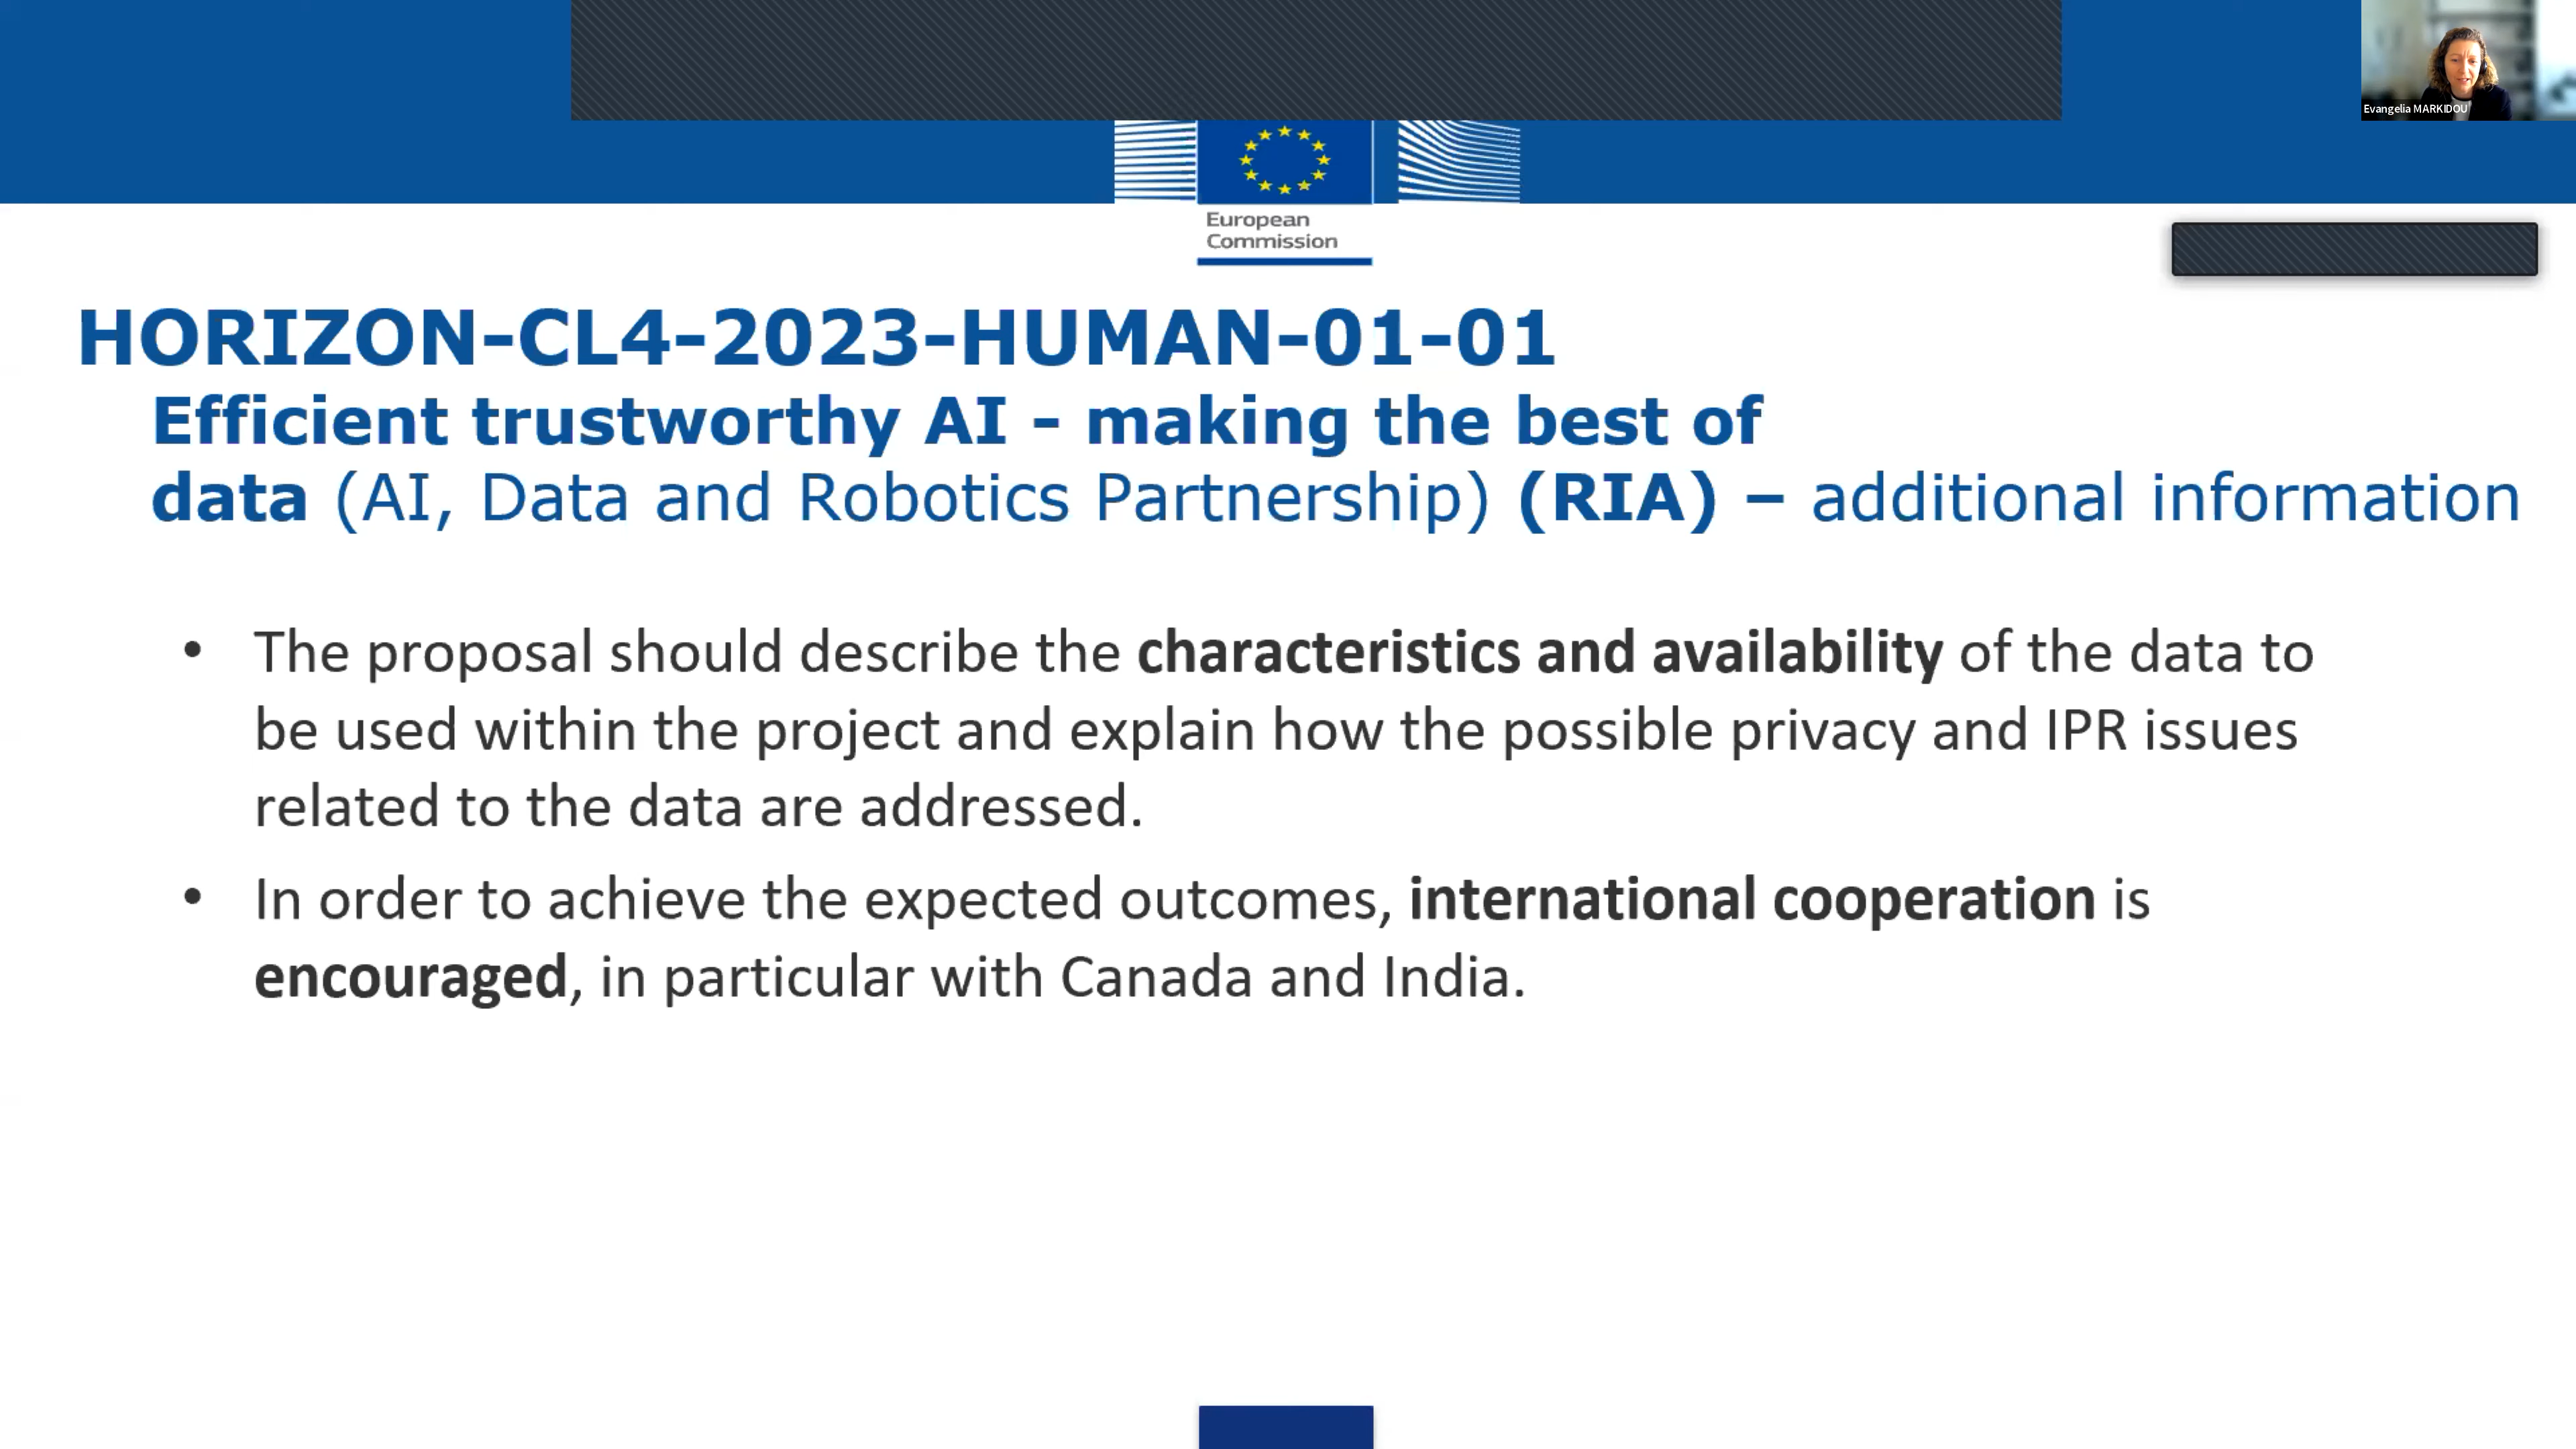 Evangelia MARKIDOU
European
Commission
HORIZON-CL4-2023-HUMAN-01-01
Efficient trustworthy AI - making the best of
data (AI, Data and Robotics Partnership) (RIA) – additional information
• The proposal should describe the characteristics and availability of the data to
be used within the project and explain how the possible privacy and IPR issues
related to the data are addressed.
• In order to achieve the expected outcomes, international cooperation is
encouraged, in particular with Canada and India.